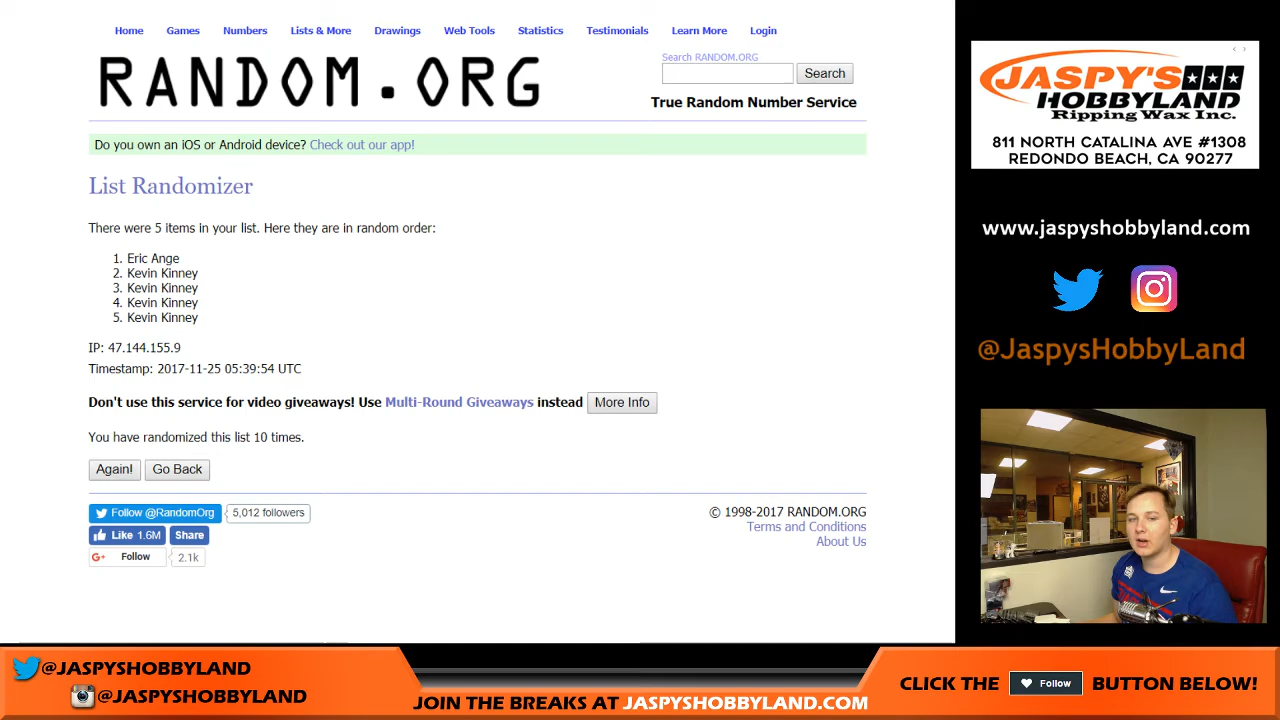 Home Games Numbers Lists & More Drawings Web Tools Statistics Testimonials Learn More Login
RANDOM.ORG
Search RANDOM.ORG
Search
True Random Number Service
Do you own an iOS or Android device? Check out our app!
List Randomizer
There were 5 items in your list. Here they are in random order:
1. Eric Ange
2. Kevin Kinney
3. Kevin Kinney
4. Kevin Kinney
5. Kevin Kinney
IP: 47.144.155.9
Timestamp: 2017-11-25 05:39:54 UTC
Don't use this service for video giveaways! Use Multi-Round Giveaways instead More Info
You have randomized this list 10 times.
Again! Go Back
Follow @RandomOrg 5,012 followers
Like 1.6M Share
G+ Follow 2.1k
© 1998-2017 RANDOM.ORG
Terms and Conditions
About Us
JASPY'S
HOBBYLAND
Ripping Wax Inc.
811 NORTH CATALINA AVE #1308
REDONDO BEACH, CA 90277
www.jaspyshobbyland.com
@JaspysHobbyLand
@JASPYSHOBBYLAND
@JASPYSHOBBYLAND
JOIN THE BREAKS AT JASPYSHOBBYLAND.COM
CLICK THE Follow BUTTON BELOW!